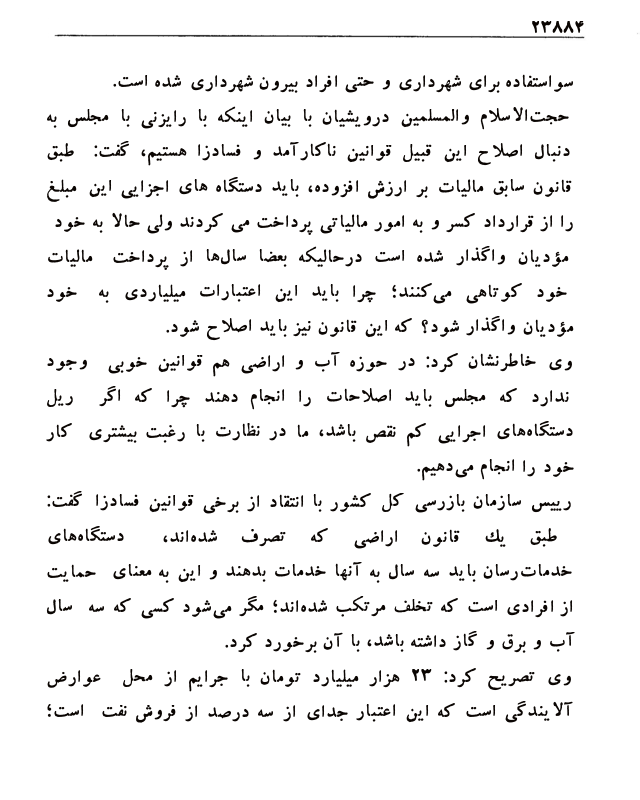 ۲۳۸۸۴
سواستفاده برای شهرداری و حتی افراد بیرون شهرداری شده است.
حجت‌الاسلام والمسلمین درویشیان با بیان اینکه با رایزنی با مجلس به
دنبال اصلاح این قبیل قوانین ناکارآمد و فسادزا هستیم، گفت: طبق
قانون سابق مالیات بر ارزش افزوده، باید دستگاه های اجرایی این مبلغ
را از قرارداد کسر و به امور مالیاتی پرداخت می کردند ولی حالا به خود
مؤدیان واگذار شده است درحالیکه بعضا سال‌ها از پرداخت مالیات
خود کوتاهی می‌کنند؛ چرا باید این اعتبارات میلیاردی به خود
مؤدیان واگذار شود؟ که این قانون نیز باید اصلاح شود.
وی خاطرنشان کرد: در حوزه آب و اراضی هم قوانین خوبی وجود
ندارد که مجلس باید اصلاحات را انجام دهند چرا که اگر ریل
دستگاه‌های اجرایی کم نقص باشد، ما در نظارت با رغبت بیشتری کار
خود را انجام می‌دهیم.
رییس سازمان بازرسی کل کشور با انتقاد از برخی قوانین فسادزا گفت:
طبق یك قانون اراضی که تصرف شده‌اند، دستگاه‌های
خدمات‌رسان باید سه سال به آنها خدمات بدهند و این به معنای حمایت
از افرادی است که تخلف مرتکب شده‌اند؛ مگر می‌شود کسی که سه سال
آب و برق و گاز داشته باشد، با آن برخورد کرد.
وی تصریح کرد: ۲۳ هزار میلیارد تومان با جرایم از محل عوارض
آلایندگی است که این اعتبار جدای از سه درصد از فروش نفت است؛